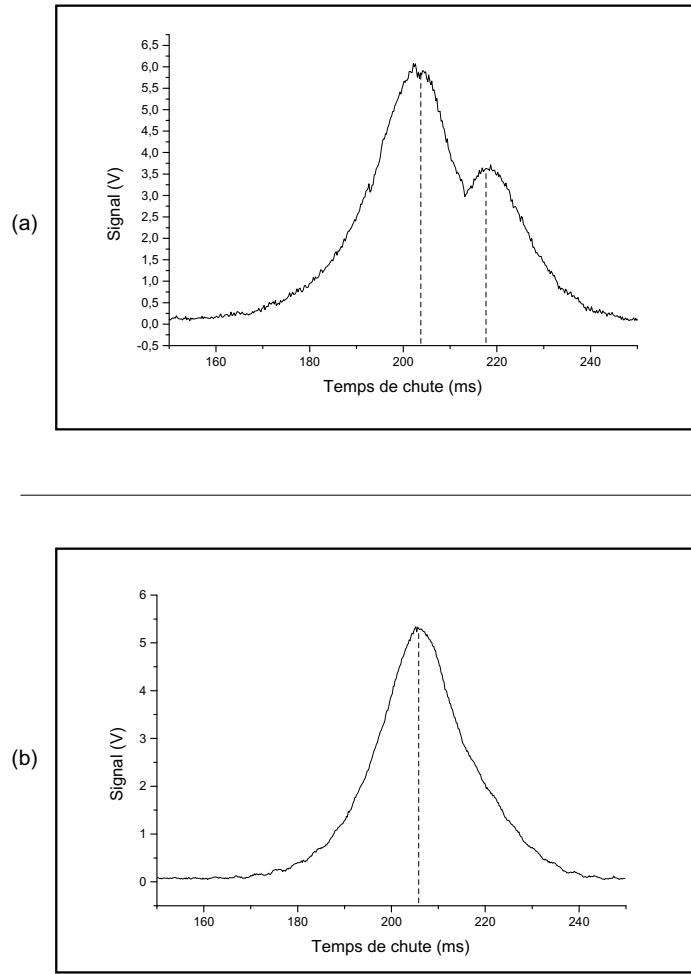 (a)
Signal (V)
6,5
6,0
5,5
5,0
4,5
4,0
3,5
3,0
2,5
2,0
1,5
1,0
0,5
0,0
-0,5
160 180 200 220 240
Temps de chute (ms)
(b)
Signal (V)
6
5
4
3
2
1
0
160 180 200 220 240
Temps de chute (ms)